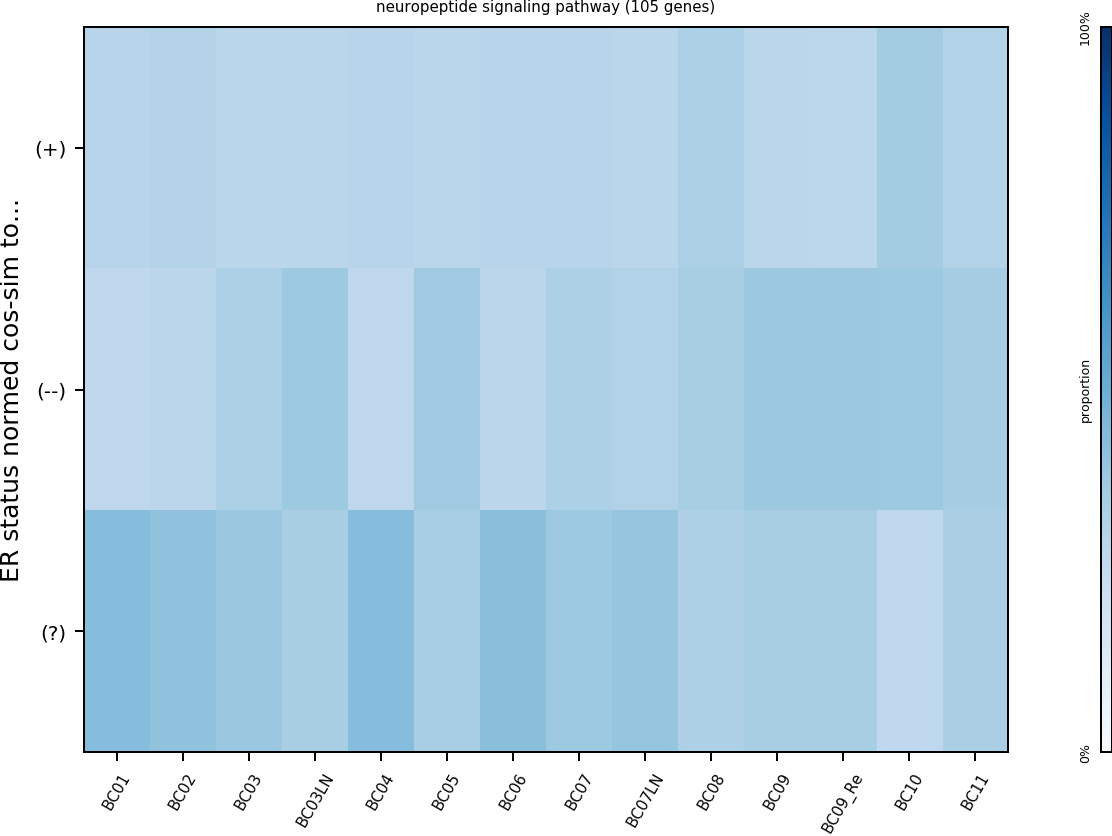 neuropeptide signaling pathway (105 genes)
100%
(+)
ER status normed cos-sim to...
(--)
proportion
(?)
0%
BC01
BC02
BC03
BC03LN
BC04
BC05
BC06
BC07
BC07LN
BC08
BC09
BC09_Re
BC10
BC11